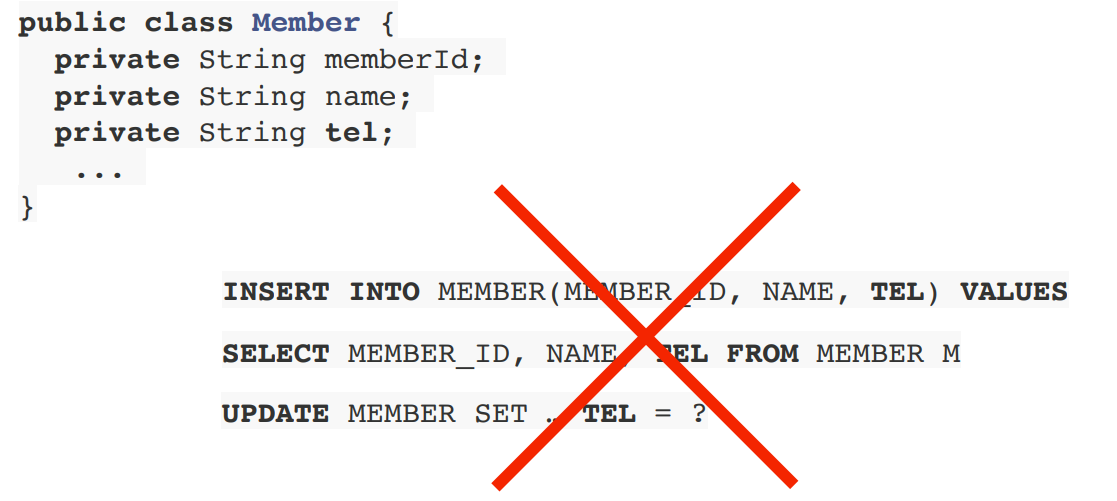 public class Member {
private String memberId;
private String name;
private String tel;
...
}
INSERT INTO MEMBER(MEMBER_ID, NAME, TEL) VALUES
SELECT MEMBER_ID, NAME, TEL FROM MEMBER M
UPDATE MEMBER SET … TEL = ?